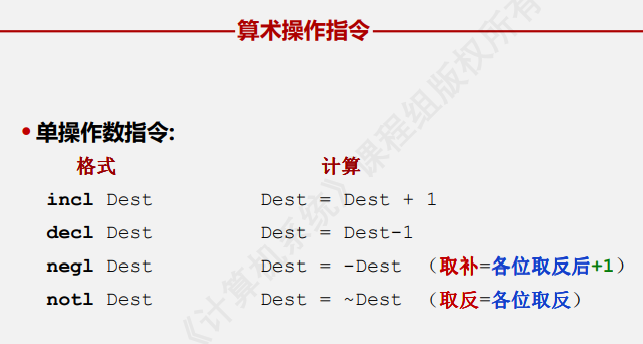 算术操作指令
•单操作数指令:
格式 计算
incl Dest Dest = Dest + 1
decl Dest Dest = Dest-1
negl Dest Dest = -Dest （取补=各位取反后+1）
notl Dest Dest = ~Dest （取反=各位取反）
《计算机系统》课程组版权所有